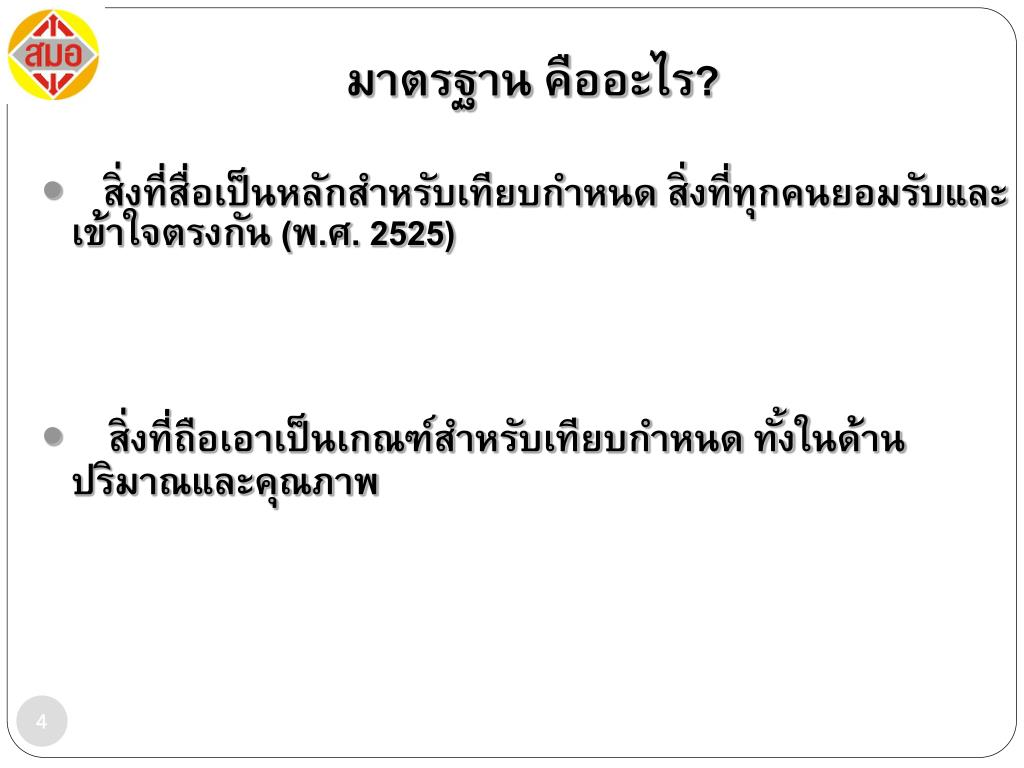 สมอ
มาตรฐาน คืออะไร?
สิ่งที่สื่อเป็นหลักสำหรับเทียบกำหนด สิ่งที่ทุกคนยอมรับและ
เข้าใจตรงกัน (พ.ศ. 2525)
สิ่งที่ถือเอาเป็นเกณฑ์สำหรับเทียบกำหนด ทั้งในด้าน
ปริมาณและคุณภาพ
4